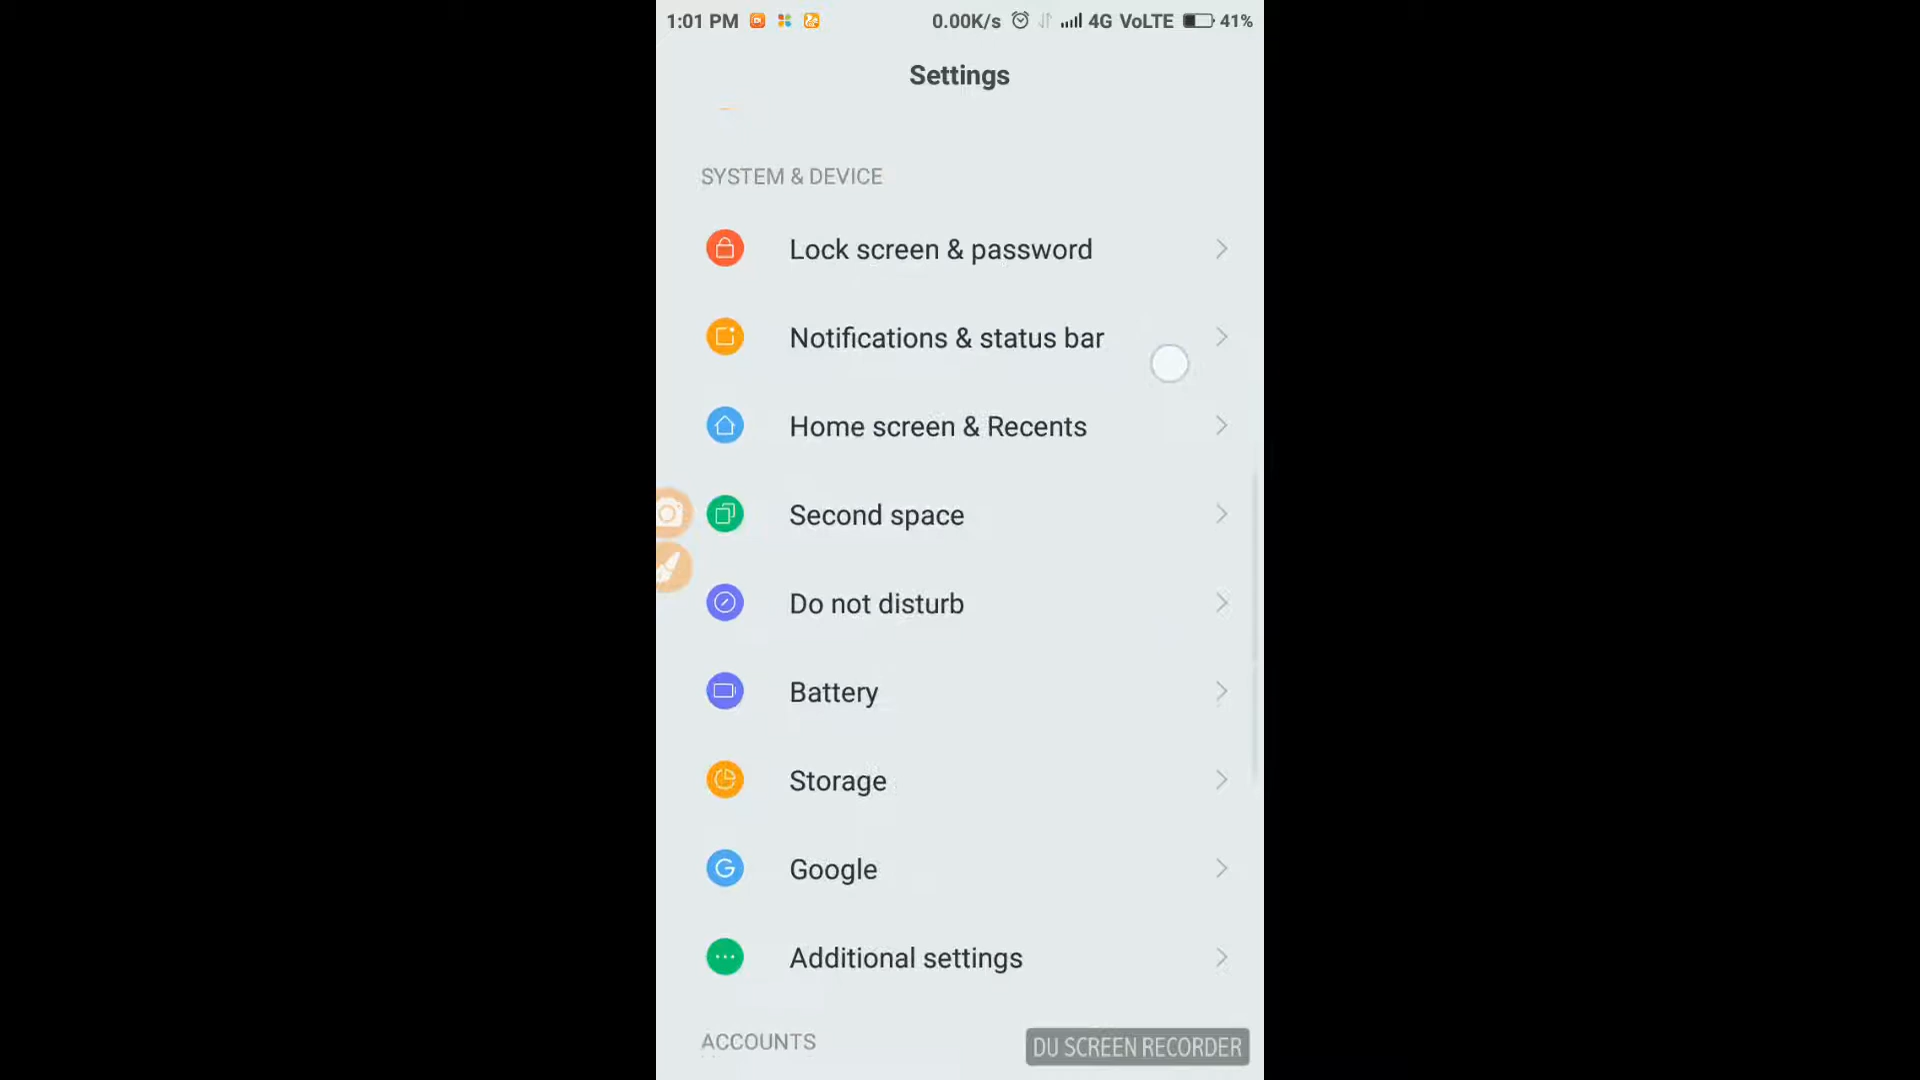 1:01 PM 0.00K/s 4G VoLTE 41%
Settings
SYSTEM & DEVICE
Lock screen & password
Notifications & status bar
Home screen & Recents
Second space
Do not disturb
Battery
Storage
Google
Additional settings
ACCOUNTS
DU SCREEN RECORDER